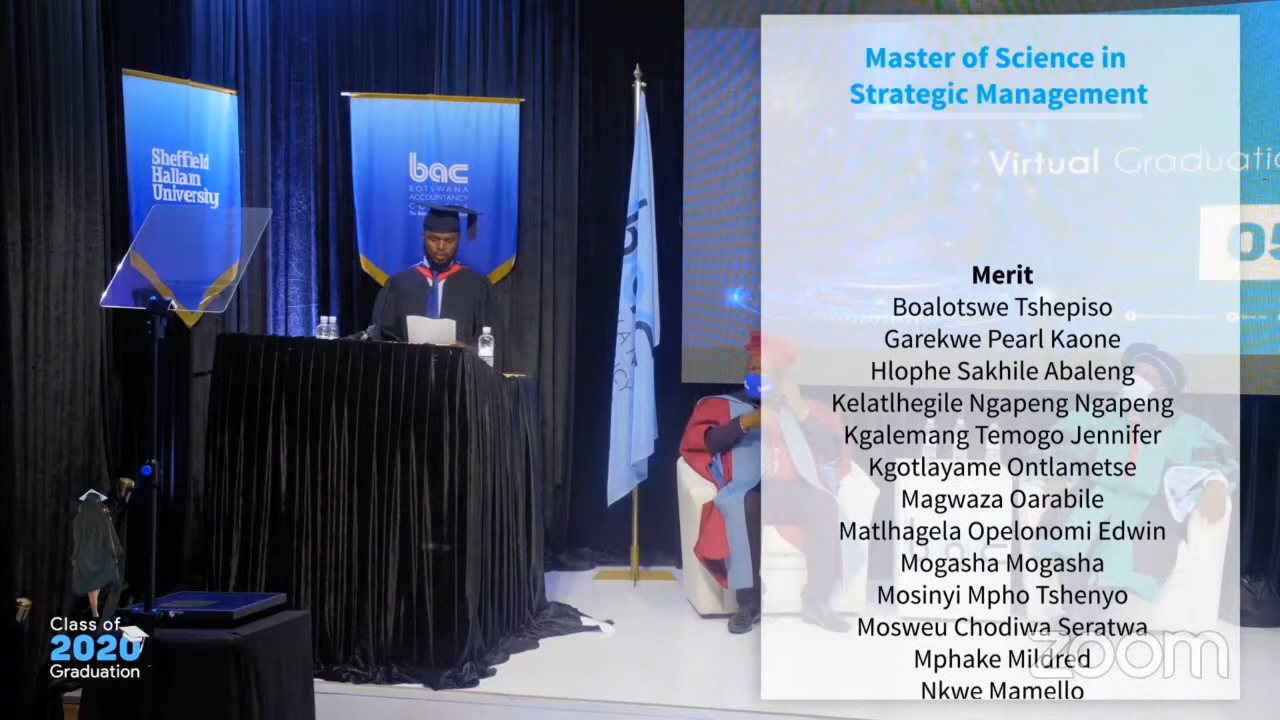 Sheffield
Hallam
University
bac
BOTSWANA
ACCOUNTANCY
Master of Science in
Strategic Management
Virtual Graduatio
05
Merit
Boalotswe Tshepiso
Garekwe Pearl Kaone
Hlophe Sakhile Abaleng
Kelatlhegile Ngapeng Ngapeng
Kgalemang Temogo Jennifer
Kgotlayame Ontlametse
Magwaza Oarabile
Matlhagela Opelonomi Edwin
Mogasha Mogasha
Mosinyi Mpho Tshenyo
Mosweu Chodiwa Seratwa
Mphake Mildred
Nkwe Mamello
Class of
2020
Graduation
zoom